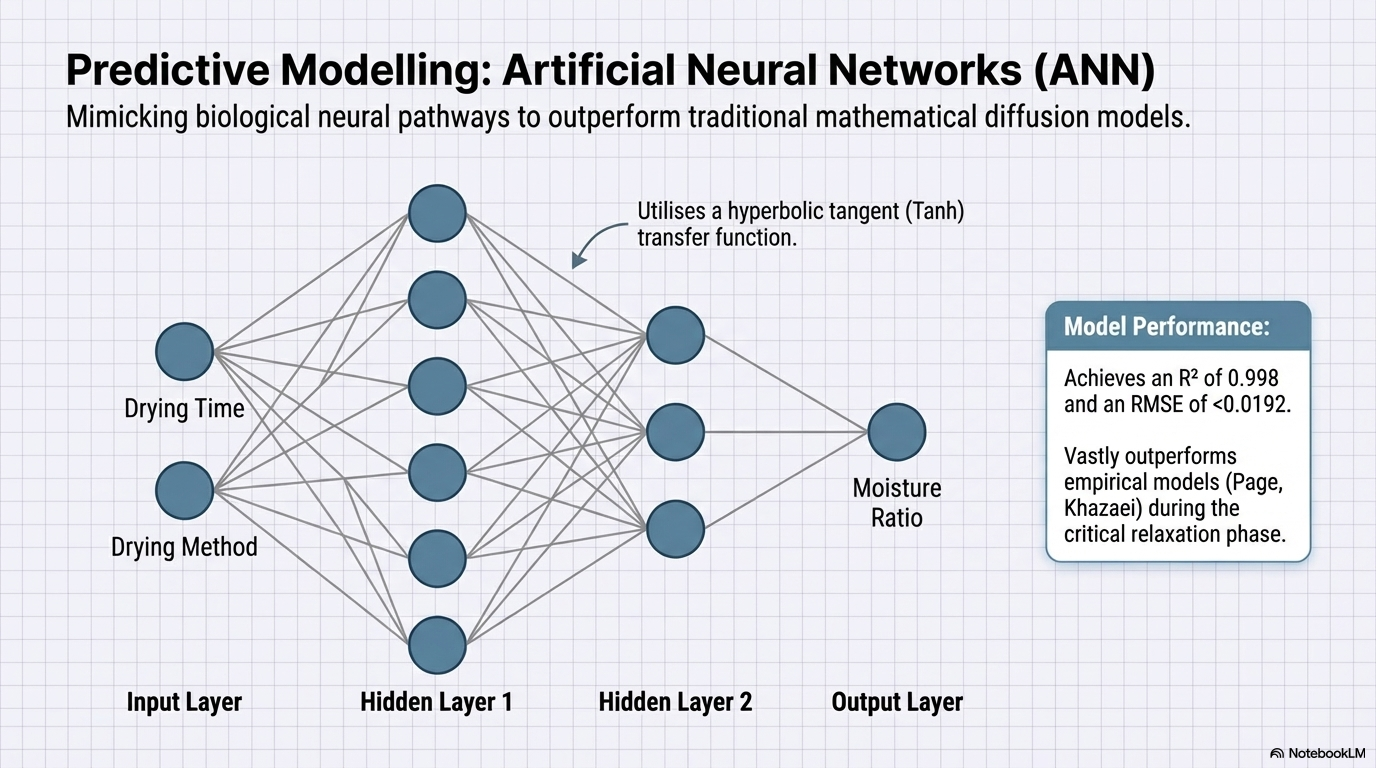 Predictive Modelling: Artificial Neural Networks (ANN)
Mimicking biological neural pathways to outperform traditional mathematical diffusion models.
Utilises a hyperbolic tangent (Tanh)
transfer function.
Drying Time
Drying Method
Moisture
Ratio
Model Performance:
Achieves an R² of 0.998
and an RMSE of <0.0192.
Vastly outperforms
empirical models (Page,
Khazaei) during the
critical relaxation phase.
Input Layer
Hidden Layer 1
Hidden Layer 2
Output Layer
NotebookLM